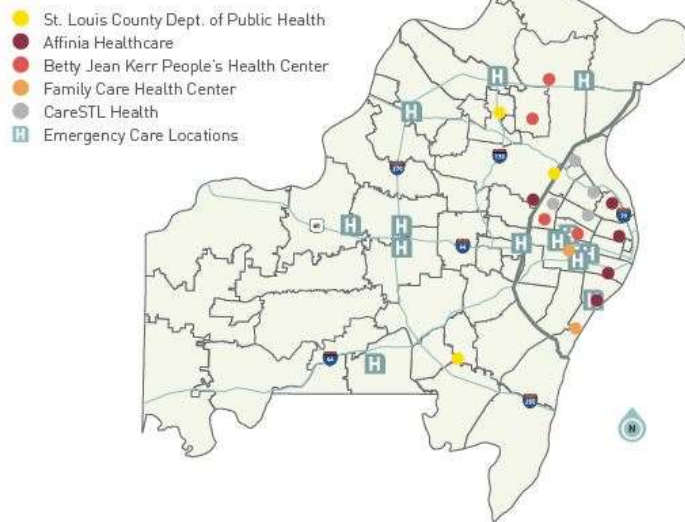 St. Louis County Dept. of Public Health
Affinia Healthcare
Betty Jean Kerr People's Health Center
Family Care Health Center
CareSTL Health
H Emergency Care Locations
H
H
H
270
170
70
40
H
H
H
64
H
H
H
H
H
44
H
255
N